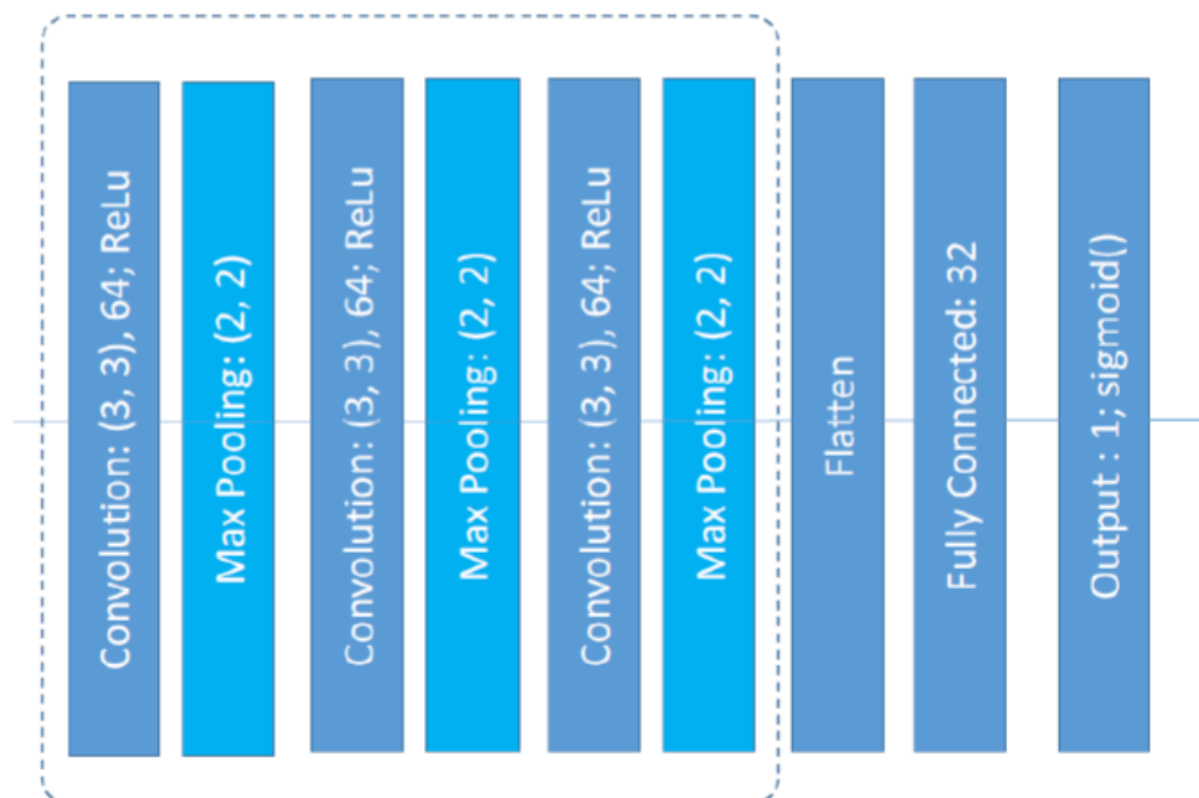 Convolution: (3, 3), 64; ReLu
Max Pooling: (2, 2)
Convolution: (3, 3), 64; ReLu
Max Pooling: (2, 2)
Convolution: (3, 3), 64; ReLu
Max Pooling: (2, 2)
Flatten
Fully Connected: 32
Output : 1; sigmoid()